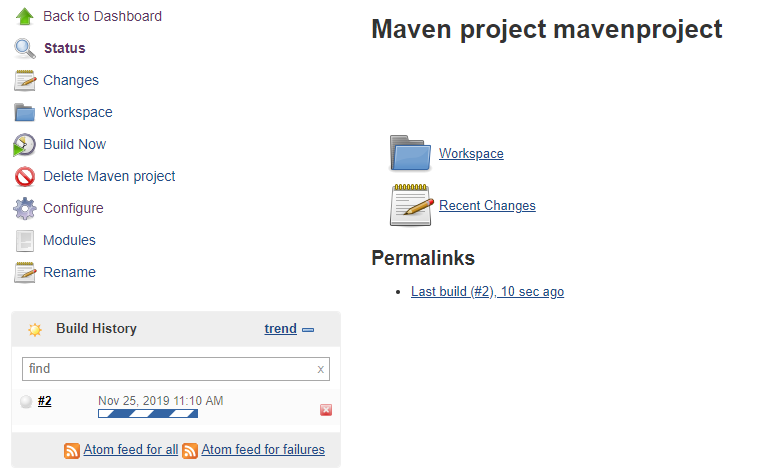 Back to Dashboard
Status
Changes
Workspace
Build Now
Delete Maven project
Configure
Modules
Rename
Build History trend
find x
#2 Nov 25, 2019 11:10 AM
Atom feed for all Atom feed for failures
Maven project mavenproject
Workspace
Recent Changes
Permalinks
• Last build (#2), 10 sec ago